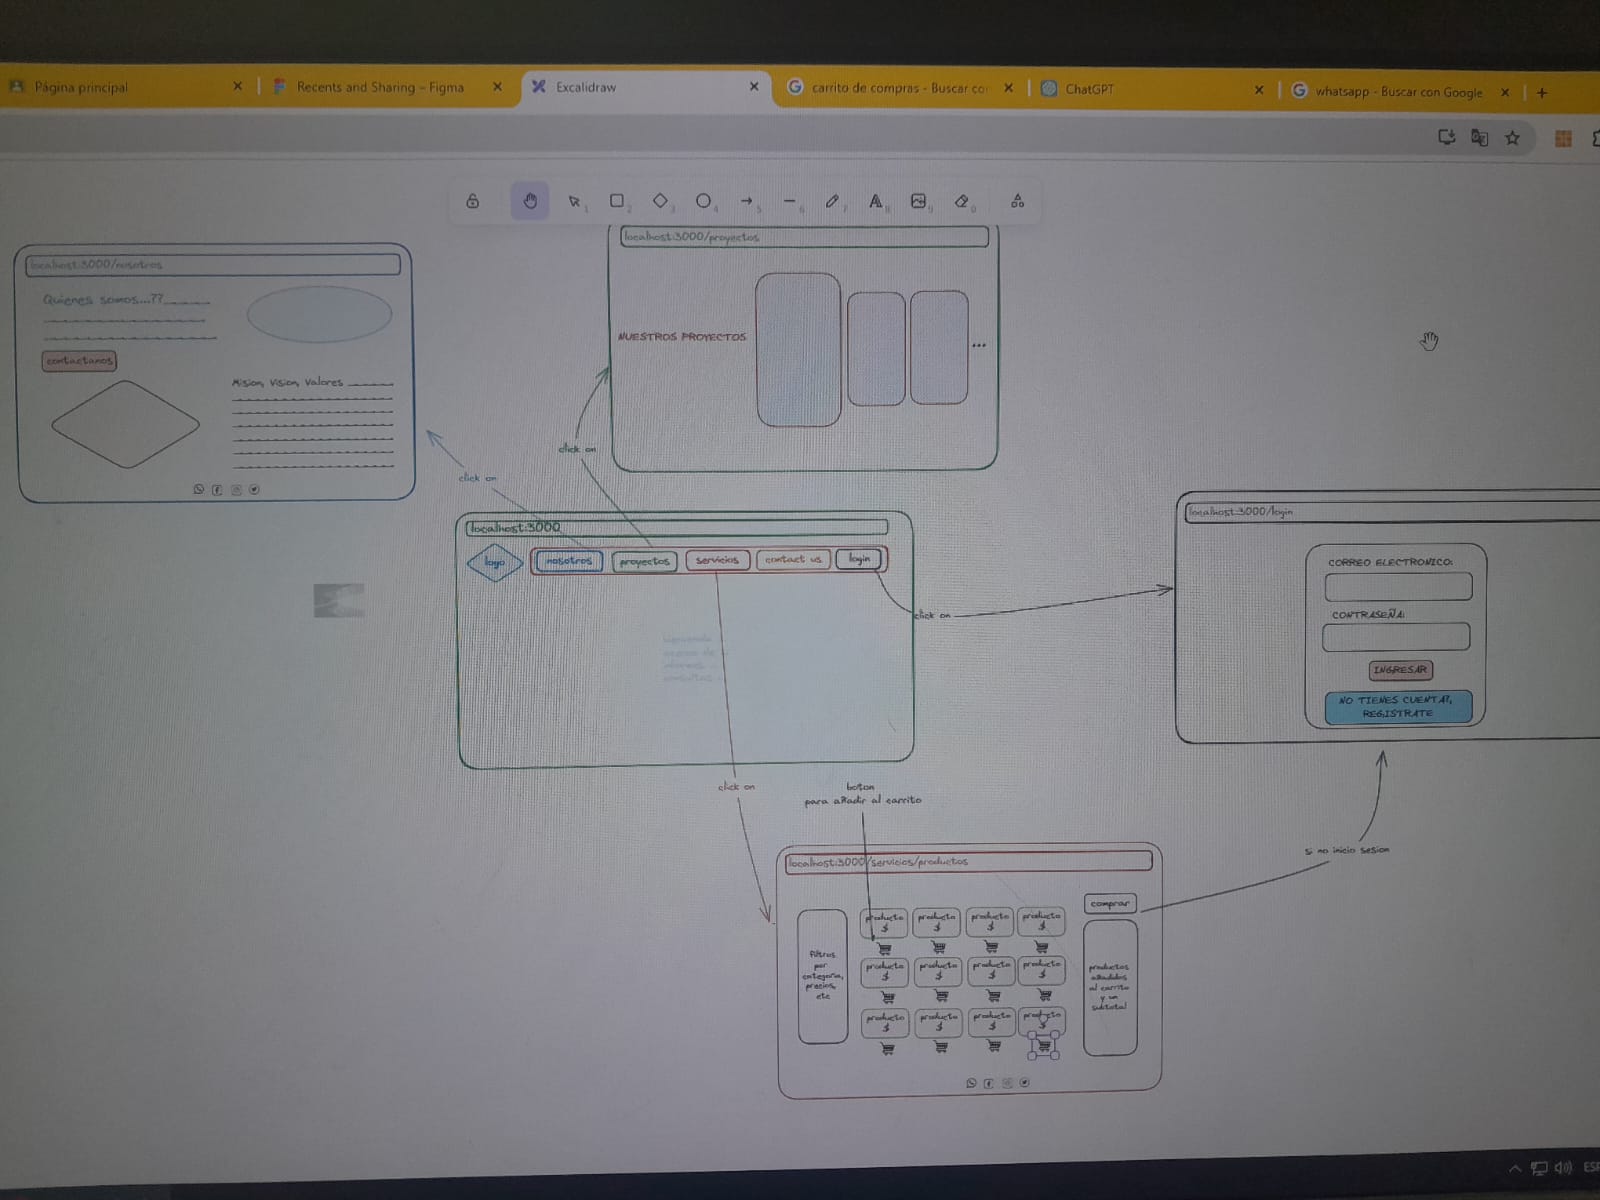 Página principal
Recents and Sharing – Figma
Excalidraw
carrito de compras - Buscar co
ChatGPT
whatsapp - Buscar con Google
localhost:3000/nosotros
Quienes somos...??
contactanos
Mision, Vision, Valores
click on
localhost:3000/proyectos
NUESTROS PROYECTOS
...
click on
localhost:3000
logo
nosotros
proyectos
servicios
contact us
login
click on
localhost:3000/login
CORREO ELECTRONICO:
CONTRASEÑA:
INGRESAR
NO TIENES CUENTA?,
REGISTRATE
click on
boton
para añadir al carrito
si no inicio sesion
localhost:3000/servicios/productos
filtros
por
categoria,
precios,
etc
producto
$
producto
$
producto
$
producto
$
producto
$
producto
$
producto
$
producto
$
producto
$
producto
$
producto
$
producto
$
comprar
productos
añadidos
al carrito
y un
subtotal
ESP